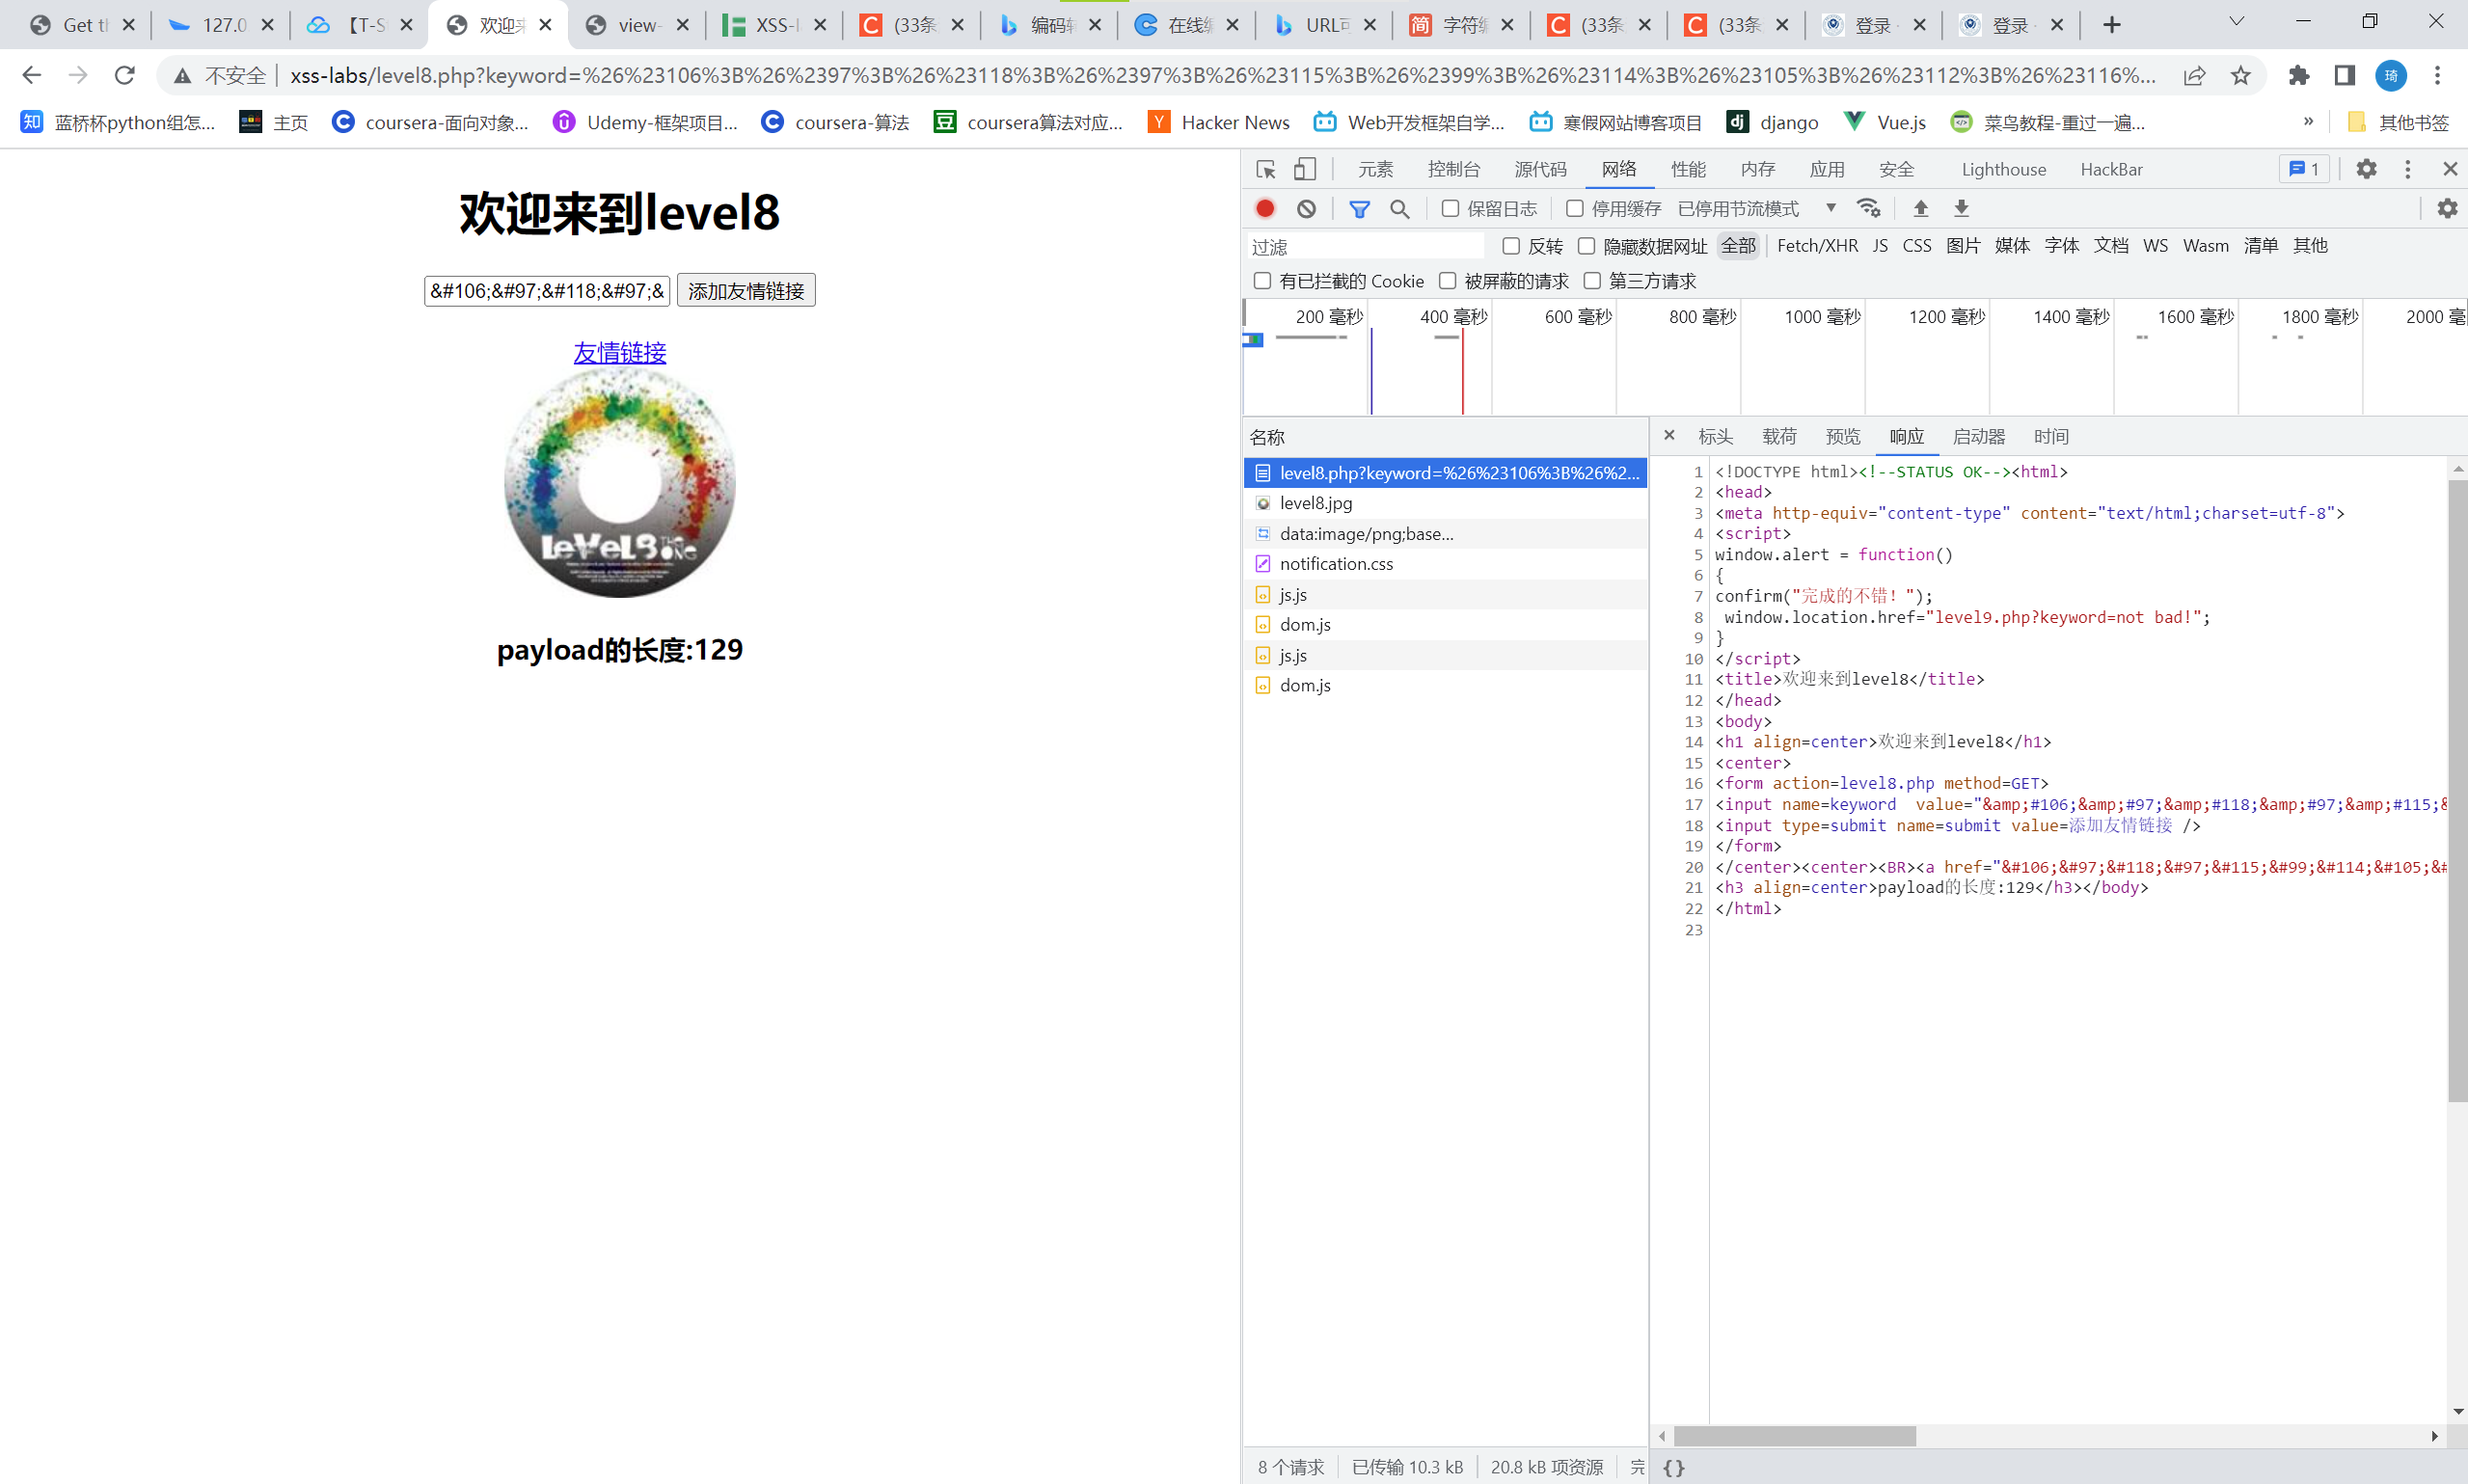 Get th
127.0
【T-S
欢迎来
view-
XSS-l
(33条
编码转
在线编
URL可
字符编
(33条
(33条
登录 -
登录 -
不安全 xss-labs/level8.php?keyword=%26%23106%3B%26%2397%3B%26%23118%3B%26%2397%3B%26%23115%3B%26%2399%3B%26%23114%3B%26%23105%3B%26%23112%3B%26%23116%... 琦
知 蓝桥杯python组怎... 主页 coursera-面向对象... Udemy-框架项目... coursera-算法 豆 coursera算法对应... Y Hacker News Web开发框架自学... 寒假网站博客项目 dj django Vue.js 菜鸟教程-重过一遍... » 其他书签
欢迎来到level8
&#106;&#97;&#118;&#97;& 添加友情链接
友情链接
LeVeL8
payload的长度:129
元素 控制台 源代码 网络 性能 内存 应用 安全 Lighthouse HackBar 1
保留日志 停用缓存 已停用节流模式
过滤 反转 隐藏数据网址 全部 Fetch/XHR JS CSS 图片 媒体 字体 文档 WS Wasm 清单 其他
有已拦截的 Cookie 被屏蔽的请求 第三方请求
200 毫秒 400 毫秒 600 毫秒 800 毫秒 1000 毫秒 1200 毫秒 1400 毫秒 1600 毫秒 1800 毫秒 2000 毫
名称
level8.php?keyword=%26%23106%3B%26%2...
level8.jpg
data:image/png;base...
notification.css
js.js
dom.js
js.js
dom.js
8 个请求 已传输 10.3 kB 20.8 kB 项资源 完
标头 载荷 预览 响应 启动器 时间
1 <!DOCTYPE html><!--STATUS OK--><html>
2 <head>
3 <meta http-equiv="content-type" content="text/html;charset=utf-8">
4 <script>
5 window.alert = function()
6 {
7 confirm("完成的不错！");
8 window.location.href="level9.php?keyword=not bad!";
9 }
10 </script>
11 <title>欢迎来到level8</title>
12 </head>
13 <body>
14 <h1 align=center>欢迎来到level8</h1>
15 <center>
16 <form action=level8.php method=GET>
17 <input name=keyword  value="&amp;#106;&amp;#97;&amp;#118;&amp;#97;&amp;#115;&
18 <input type=submit name=submit value=添加友情链接 />
19 </form>
20 </center><center><BR><a href="&#106;&#97;&#118;&#97;&#115;&#99;&#114;&#105;&#
21 <h3 align=center>payload的长度:129</h3></body>
22 </html>
23
{}